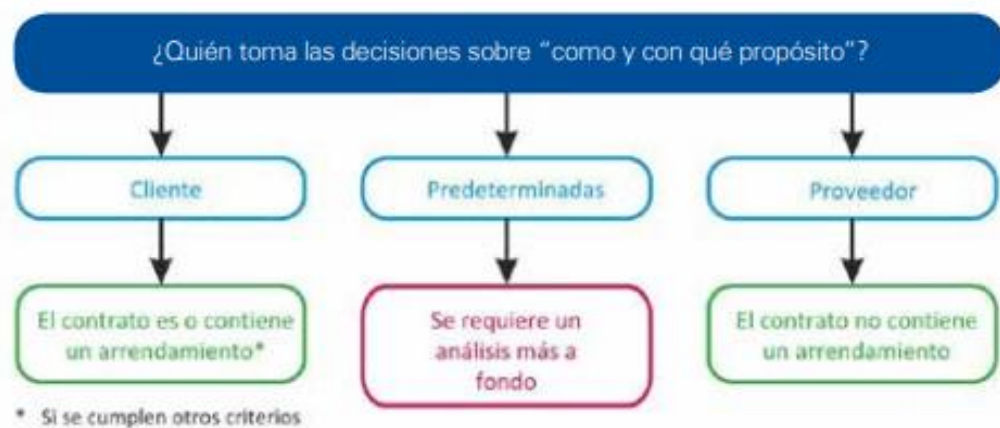 ¿Quién toma las decisiones sobre “como y con qué propósito”?
Cliente
Predeterminadas
Proveedor
El contrato es o contiene
un arrendamiento*
Se requiere un
análisis más a
fondo
El contrato no contiene
un arrendamiento
* Si se cumplen otros criterios